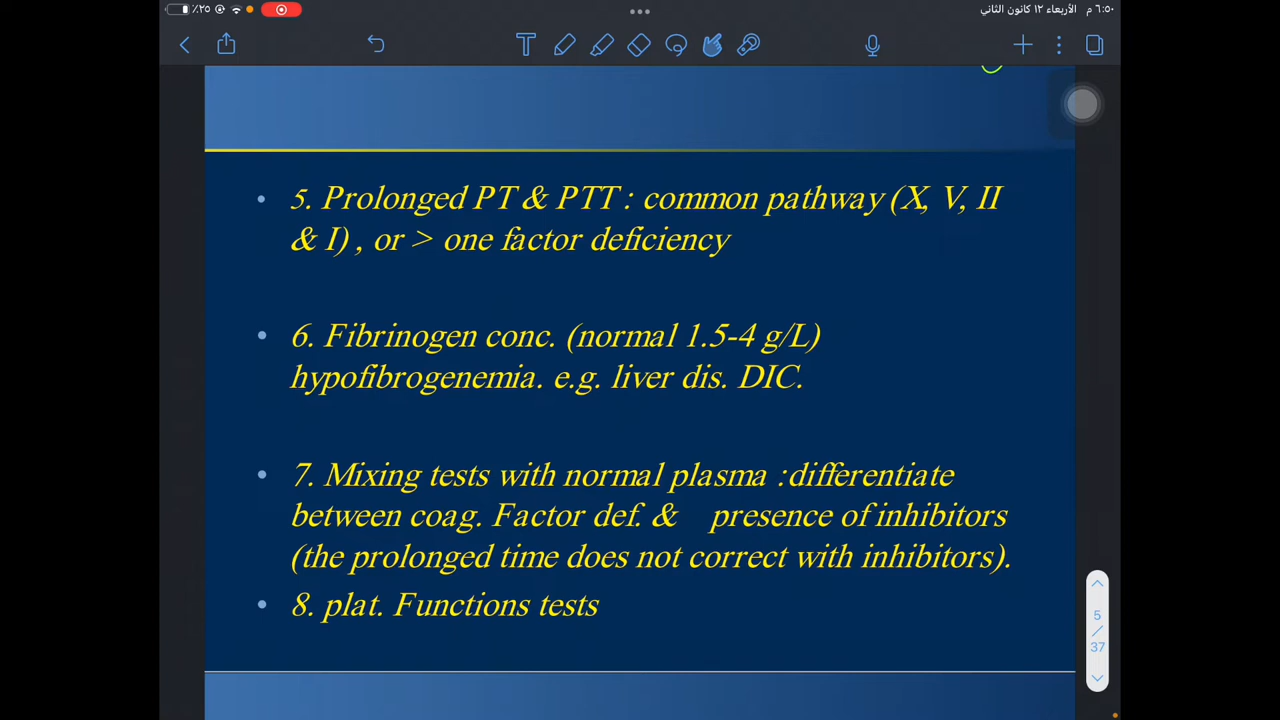 ٪٢٥
٦:٥٠ م الأربعاء ١٢ كانون الثاني
T
• 5. Prolonged PT & PTT : common pathway (X, V, II
& I) , or > one factor deficiency
• 6. Fibrinogen conc. (normal 1.5-4 g/L)
hypofibrogenemia. e.g. liver dis. DIC.
• 7. Mixing tests with normal plasma :differentiate
between coag. Factor def. & presence of inhibitors
(the prolonged time does not correct with inhibitors).
• 8. plat. Functions tests
5
/
37